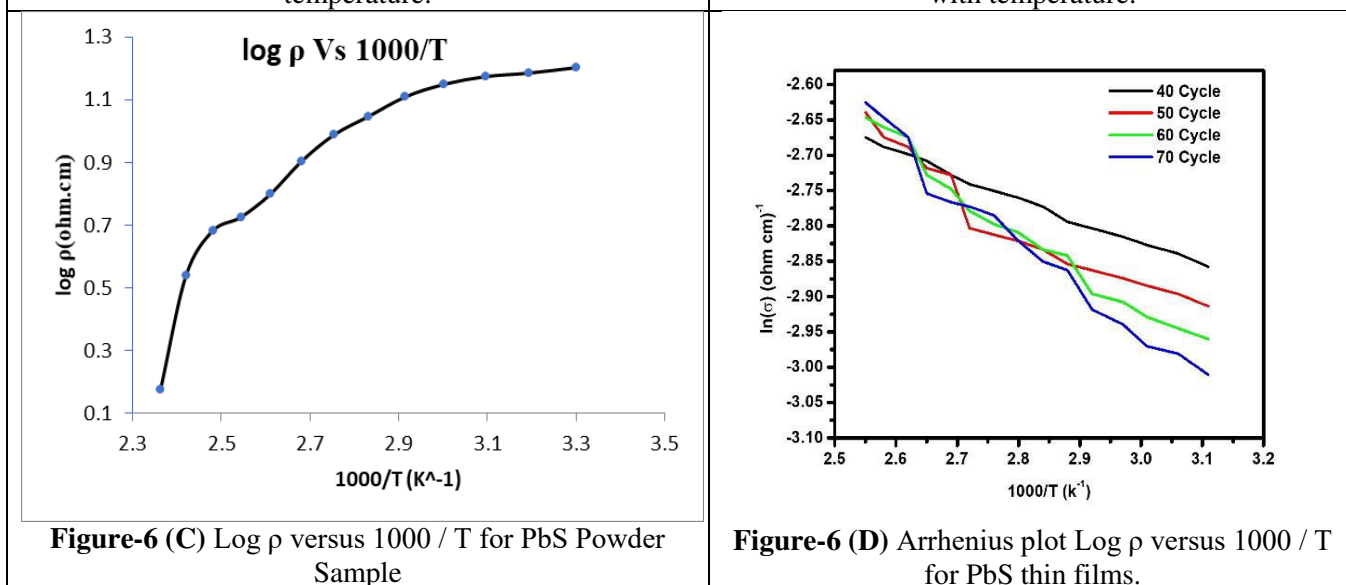 temperature.
with temperature.
log ρ Vs 1000/T
1.3
1.1
0.9
0.7
0.5
0.3
0.1
log ρ(ohm.cm)
2.3 2.5 2.7 2.9 3.1 3.3 3.5
1000/T (K^-1)
Figure-6 (C) Log ρ versus 1000 / T for PbS Powder
Sample
40 Cycle
50 Cycle
60 Cycle
70 Cycle
-2.60
-2.65
-2.70
-2.75
-2.80
-2.85
-2.90
-2.95
-3.00
-3.05
-3.10
ln(σ) (ohm cm)-1
2.5 2.6 2.7 2.8 2.9 3.0 3.1 3.2
1000/T (k-1)
Figure-6 (D) Arrhenius plot Log ρ versus 1000 / T
for PbS thin films.